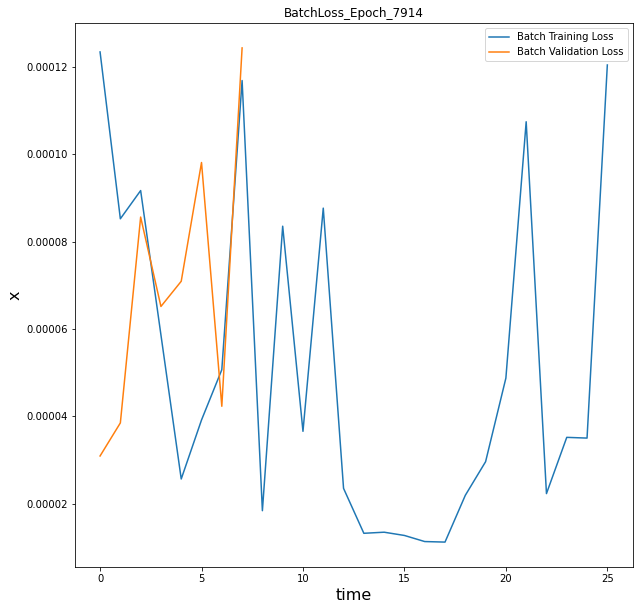 BatchLoss_Epoch_7914
Batch Training Loss
Batch Validation Loss
0.00012
0.00010
0.00008
0.00006
0.00004
0.00002
x
0 5 10 15 20 25
time